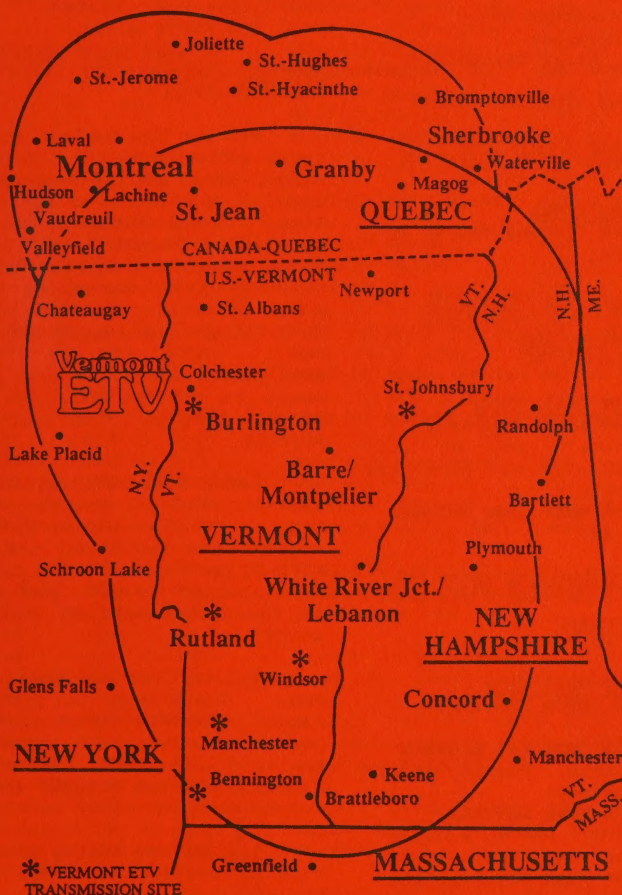 Joliette
St.-Hughes
St.-Jerome
St.-Hyacinthe
Bromptonville
Laval
Sherbrooke
Montreal
Granby
Waterville
Hudson
Lachine
Magog
Vaudreuil
St. Jean
QUEBEC
Valleyfield
CANADA-QUEBEC
U.S.-VERMONT
Newport
VT.
N.H.
N.H.
ME.
Chateaugay
St. Albans
Vermont
ETV
Colchester
St. Johnsbury
Burlington
Randolph
Lake Placid
N.Y.
VT.
Barre/
Montpelier
Bartlett
VERMONT
Plymouth
Schroon Lake
White River Jct./
Lebanon
NEW
HAMPSHIRE
Rutland
Windsor
Glens Falls
Concord
Manchester
NEW YORK
Manchester
Bennington
Keene
Brattleboro
VT.
MASS.
* VERMONT ETV
TRANSMISSION SITE
Greenfield
MASSACHUSETTS